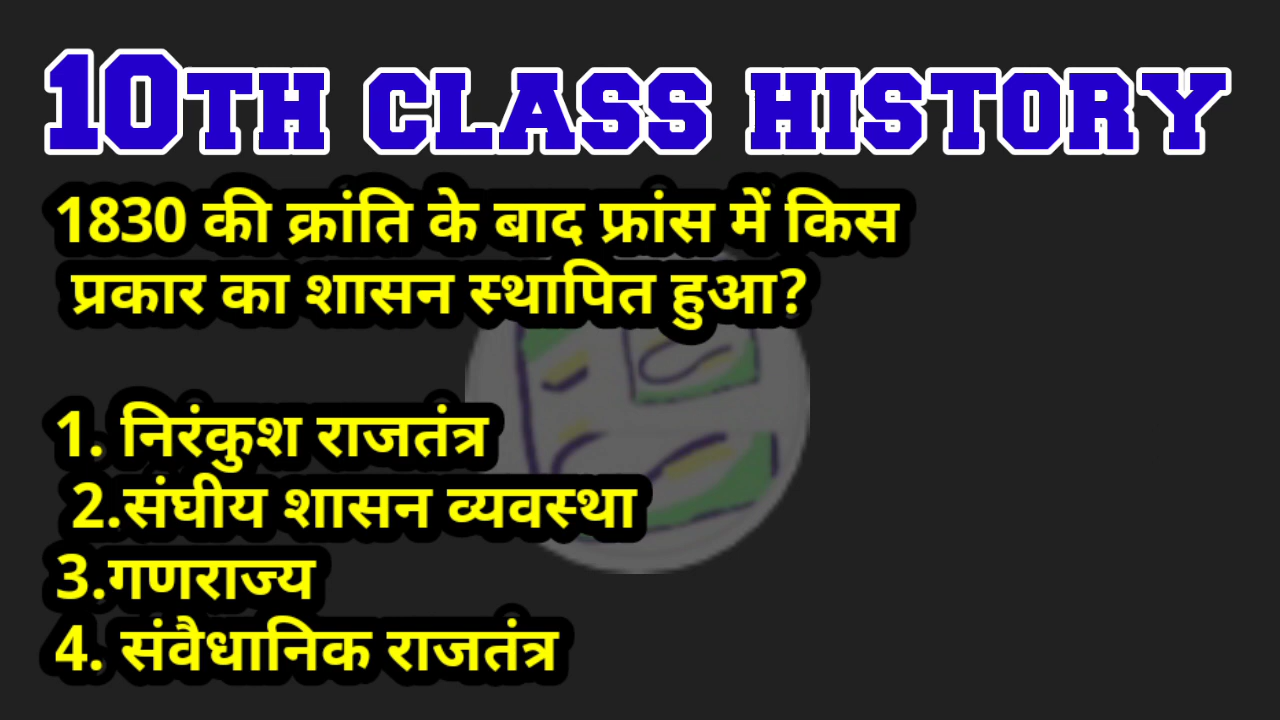 10TH CLASS HISTORY
1830 की क्रांति के बाद फ्रांस में किस
प्रकार का शासन स्थापित हुआ?
1. निरंकुश राजतंत्र
2.संघीय शासन व्यवस्था
3.गणराज्य
4. संवैधानिक राजतंत्र